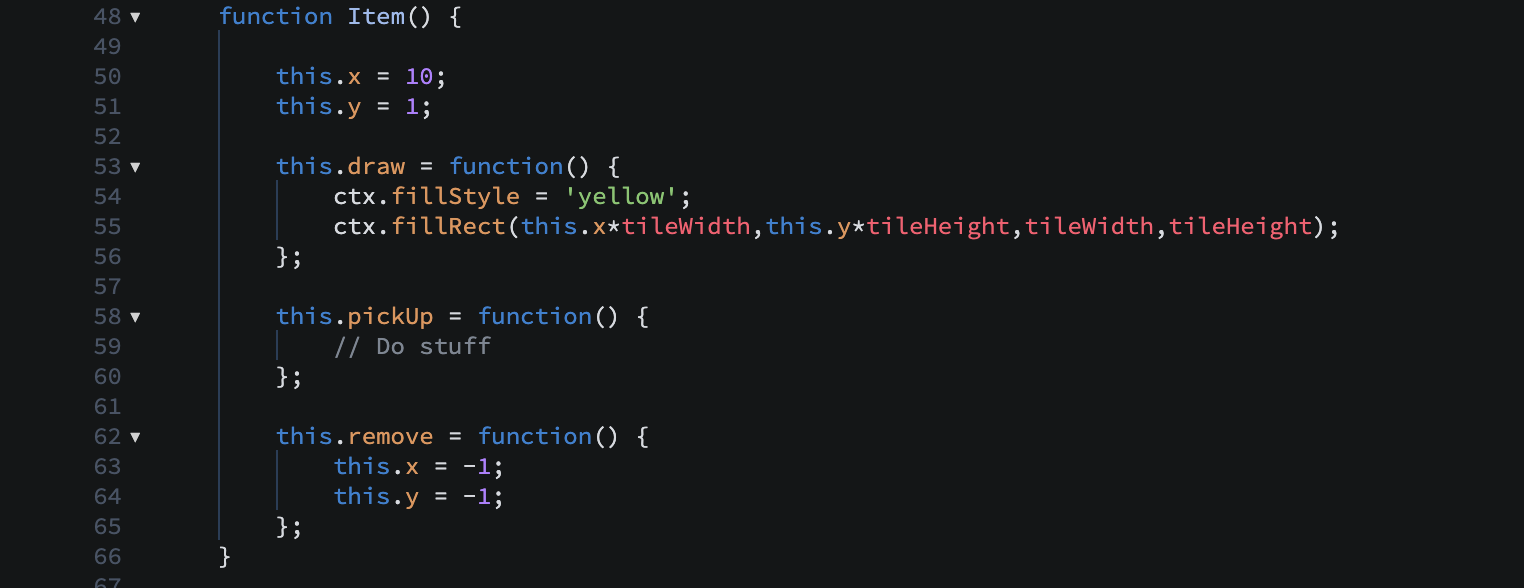 48 ▼ function Item() {
49
50 this.x = 10;
51 this.y = 1;
52
53 ▼ this.draw = function() {
54 ctx.fillStyle = 'yellow';
55 ctx.fillRect(this.x*tileWidth,this.y*tileHeight,tileWidth,tileHeight);
56 };
57
58 ▼ this.pickUp = function() {
59 // Do stuff
60 };
61
62 ▼ this.remove = function() {
63 this.x = -1;
64 this.y = -1;
65 };
66 }
67